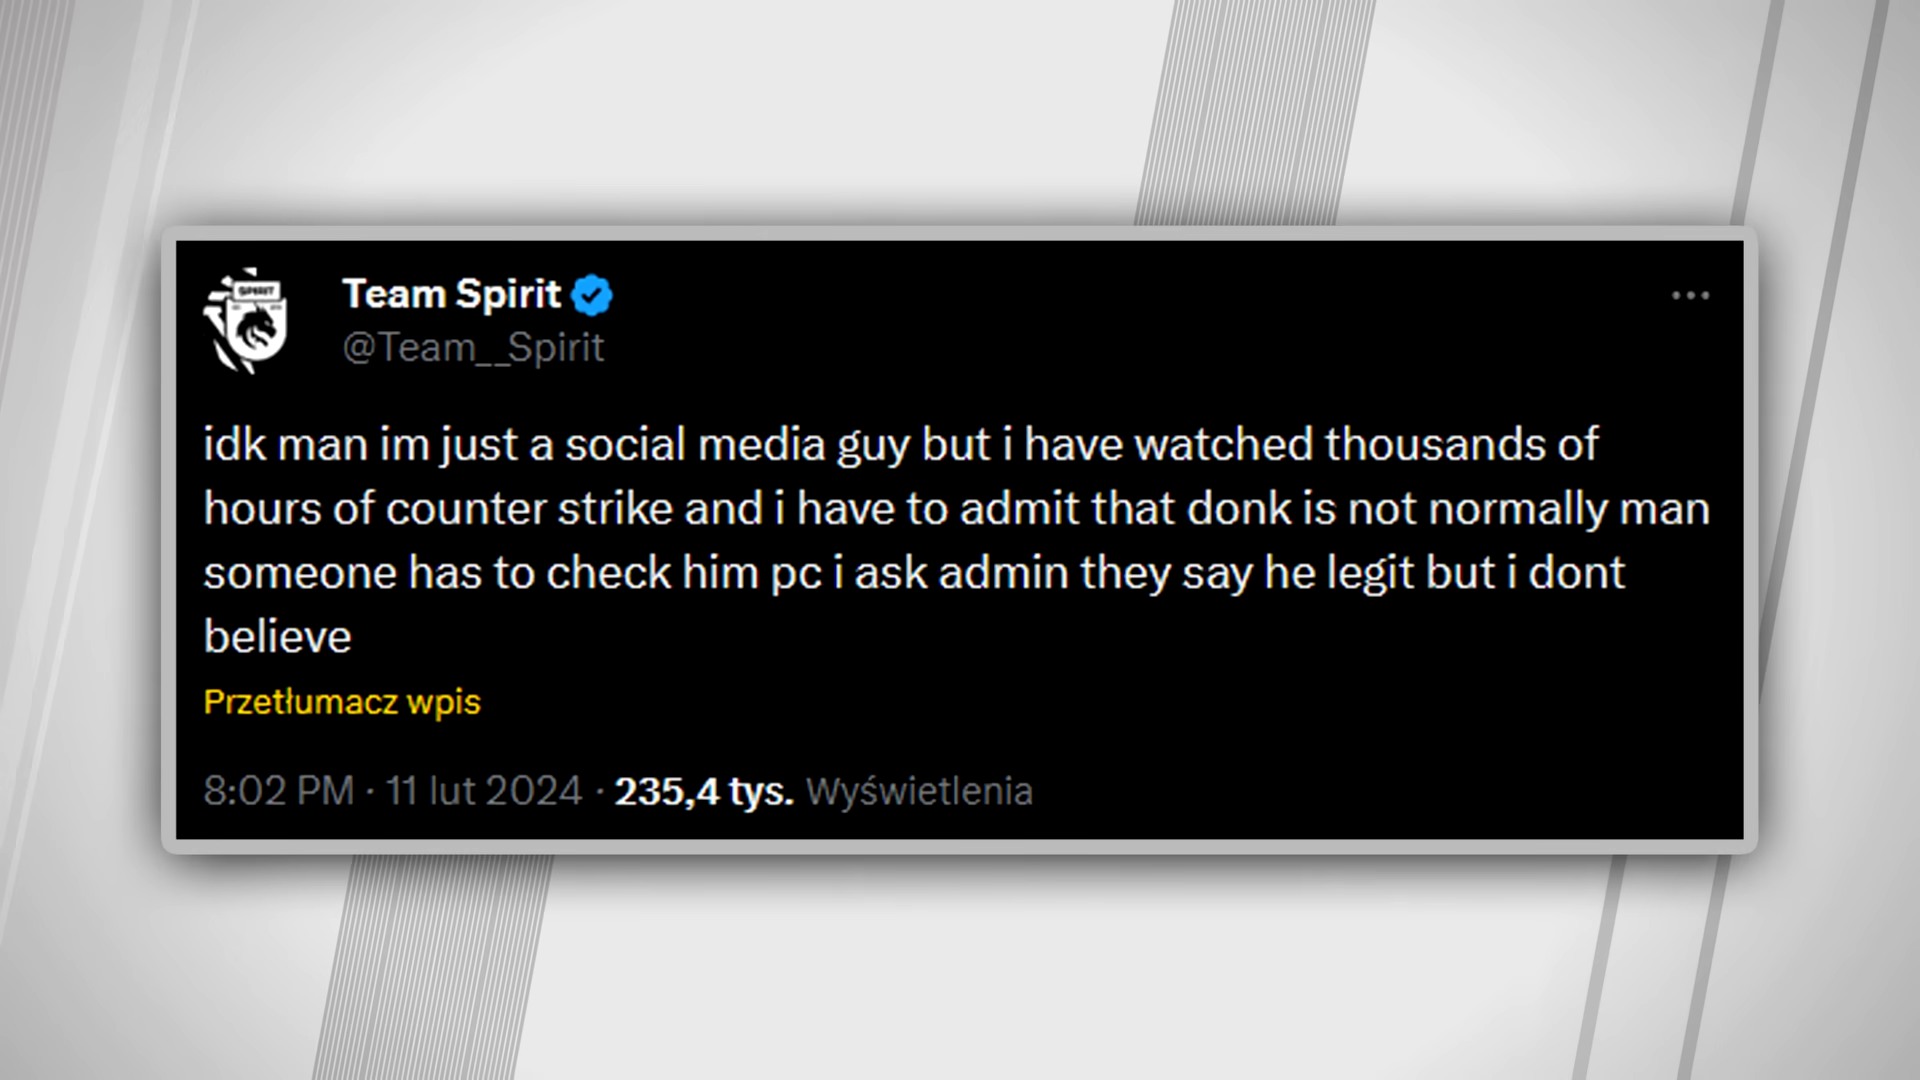 SPIRIT
Team Spirit
@Team__Spirit
idk man im just a social media guy but i have watched thousands of
hours of counter strike and i have to admit that donk is not normally man
someone has to check him pc i ask admin they say he legit but i dont
believe
Przetłumacz wpis
8:02 PM · 11 lut 2024 · 235,4 tys. Wyświetlenia